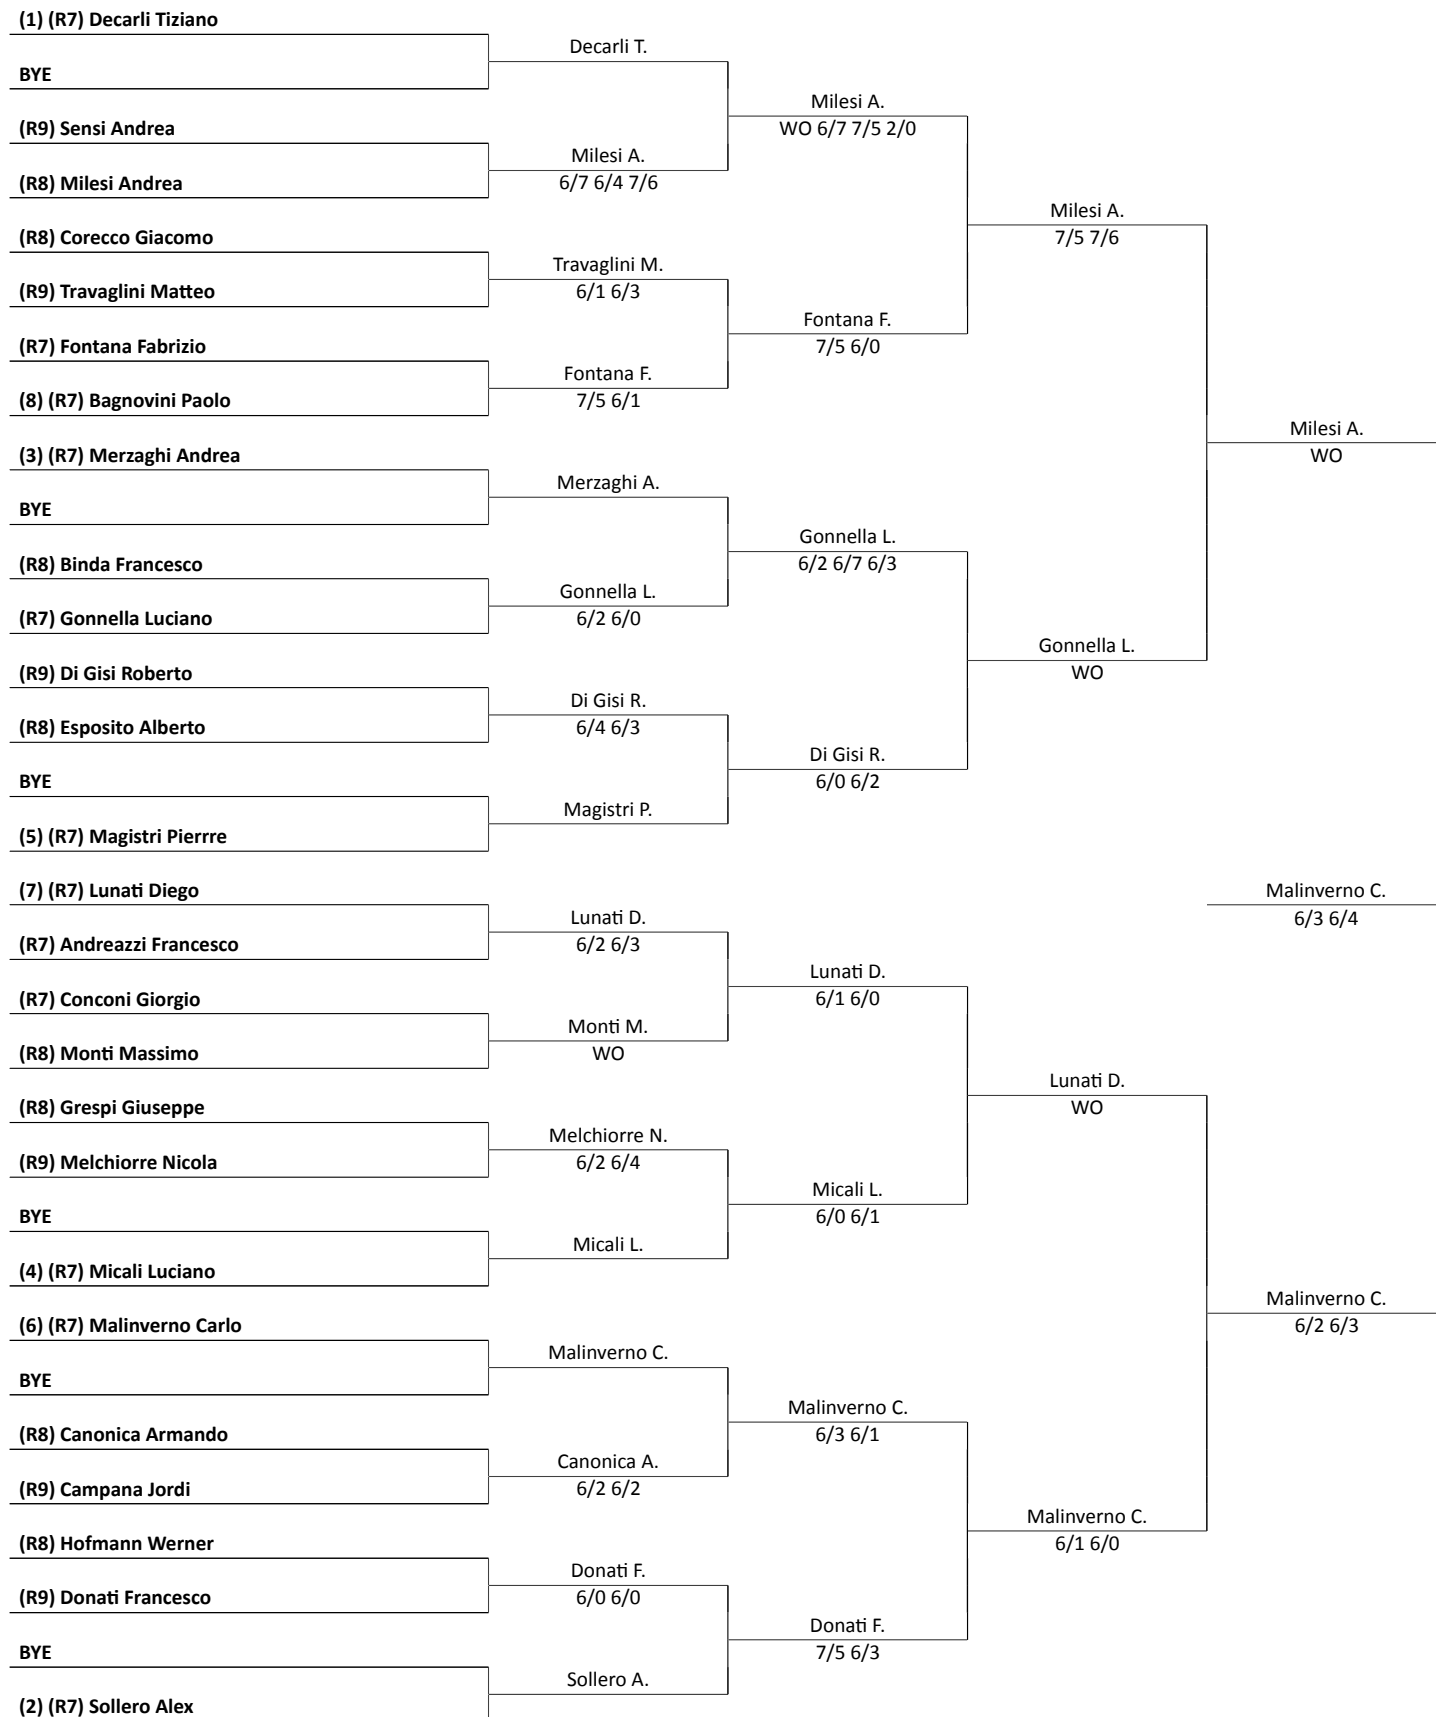 (1) (R7) Decarli Tiziano
Decarli T.
BYE
Milesi A.
WO 6/7 7/5 2/0
(R9) Sensi Andrea
Milesi A.
6/7 6/4 7/6
(R8) Milesi Andrea
Milesi A.
7/5 7/6
(R8) Corecco Giacomo
Travaglini M.
6/1 6/3
(R9) Travaglini Matteo
Fontana F.
7/5 6/0
(R7) Fontana Fabrizio
Fontana F.
7/5 6/1
(8) (R7) Bagnovini Paolo
Milesi A.
WO
(3) (R7) Merzaghi Andrea
Merzaghi A.
BYE
Gonnella L.
6/2 6/7 6/3
(R8) Binda Francesco
Gonnella L.
6/2 6/0
(R7) Gonnella Luciano
Gonnella L.
WO
(R9) Di Gisi Roberto
Di Gisi R.
6/4 6/3
(R8) Esposito Alberto
Di Gisi R.
6/0 6/2
BYE
Magistri P.
(5) (R7) Magistri Pierrre
(7) (R7) Lunati Diego
Malinverno C.
6/3 6/4
Lunati D.
6/2 6/3
(R7) Andreazzi Francesco
Lunati D.
6/1 6/0
(R7) Conconi Giorgio
Monti M.
WO
(R8) Monti Massimo
Lunati D.
WO
(R8) Grespi Giuseppe
Melchiorre N.
6/2 6/4
(R9) Melchiorre Nicola
Micali L.
6/0 6/1
BYE
Micali L.
(4) (R7) Micali Luciano
Malinverno C.
6/2 6/3
(6) (R7) Malinverno Carlo
Malinverno C.
BYE
Malinverno C.
6/3 6/1
(R8) Canonica Armando
Canonica A.
6/2 6/2
(R9) Campana Jordi
Malinverno C.
6/1 6/0
(R8) Hofmann Werner
Donati F.
6/0 6/0
(R9) Donati Francesco
Donati F.
7/5 6/3
BYE
Sollero A.
(2) (R7) Sollero Alex